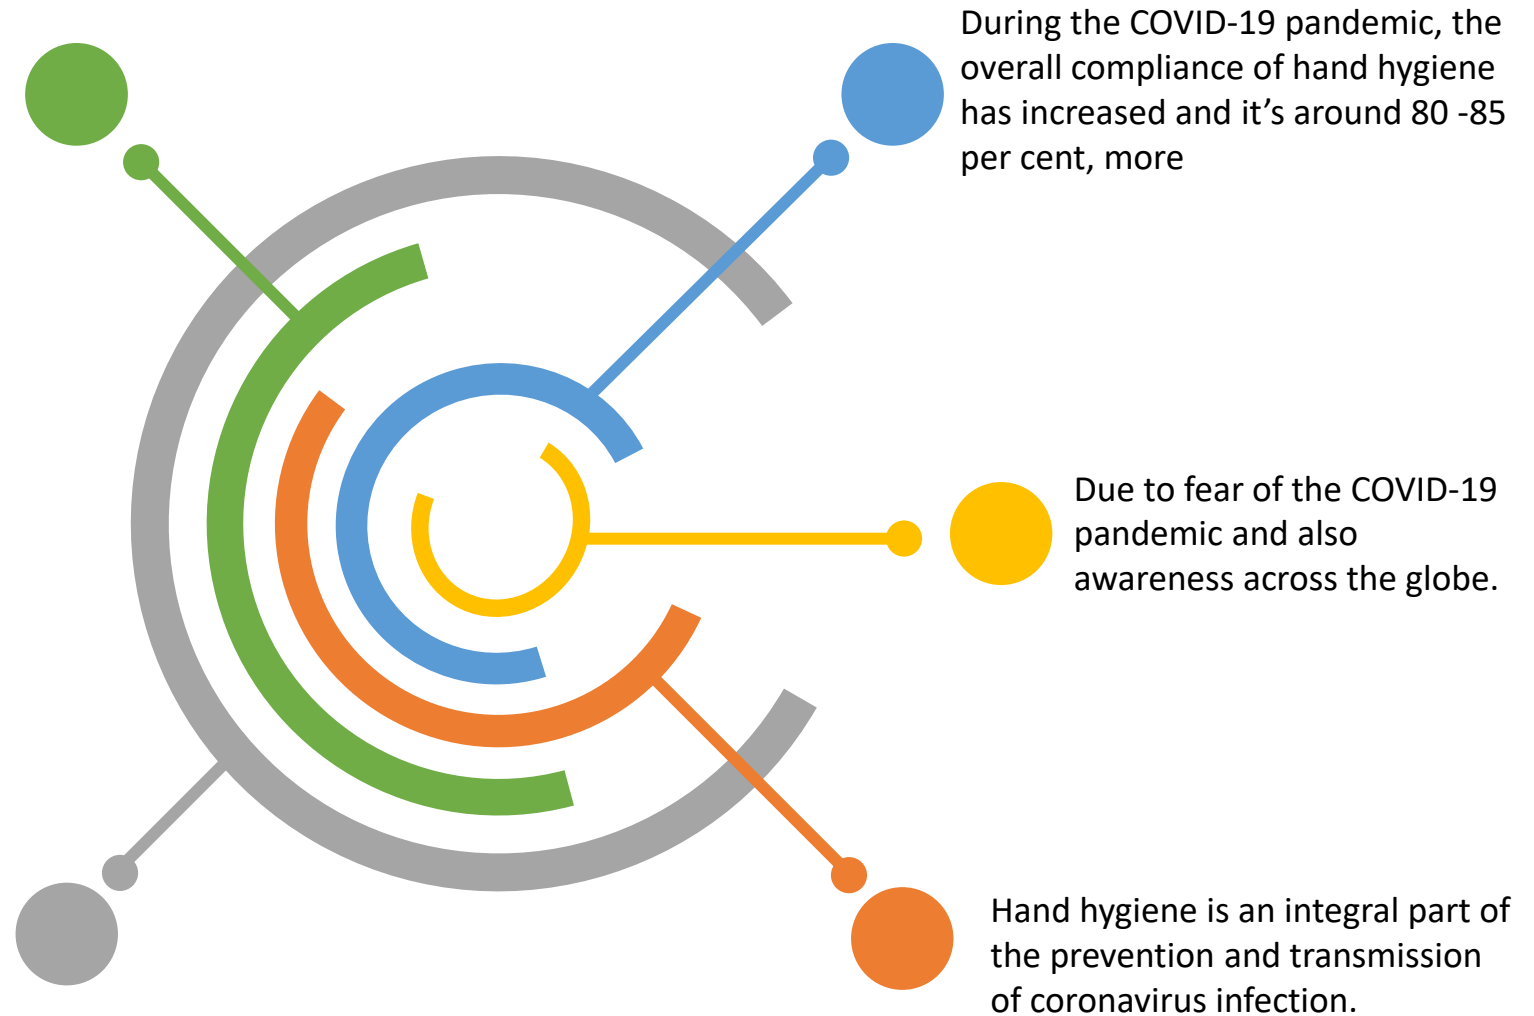 During the COVID-19 pandemic, the
overall compliance of hand hygiene
has increased and it’s around 80 -85
per cent, more
Due to fear of the COVID-19
pandemic and also
awareness across the globe.
Hand hygiene is an integral part of
the prevention and transmission
of coronavirus infection.